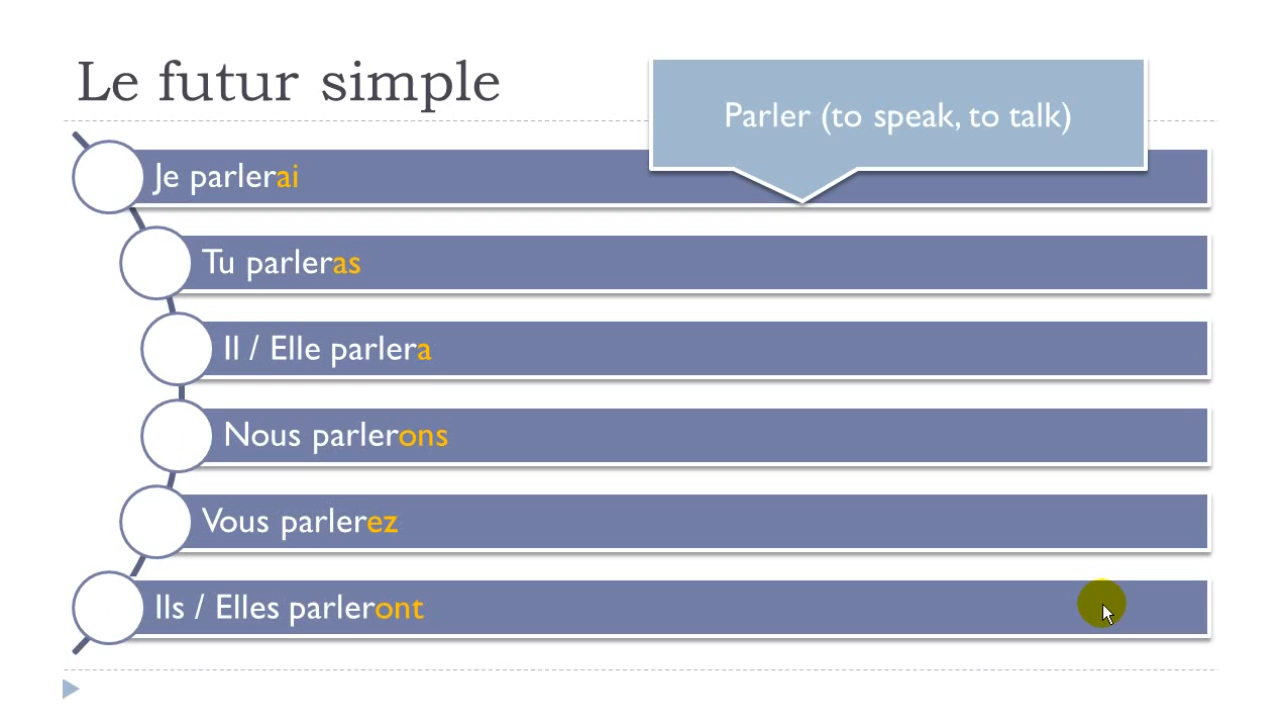 Le futur simple
Parler (to speak, to talk)
Je parlerai
Tu parleras
Il / Elle parlera
Nous parlerons
Vous parlerez
Ils / Elles parleront